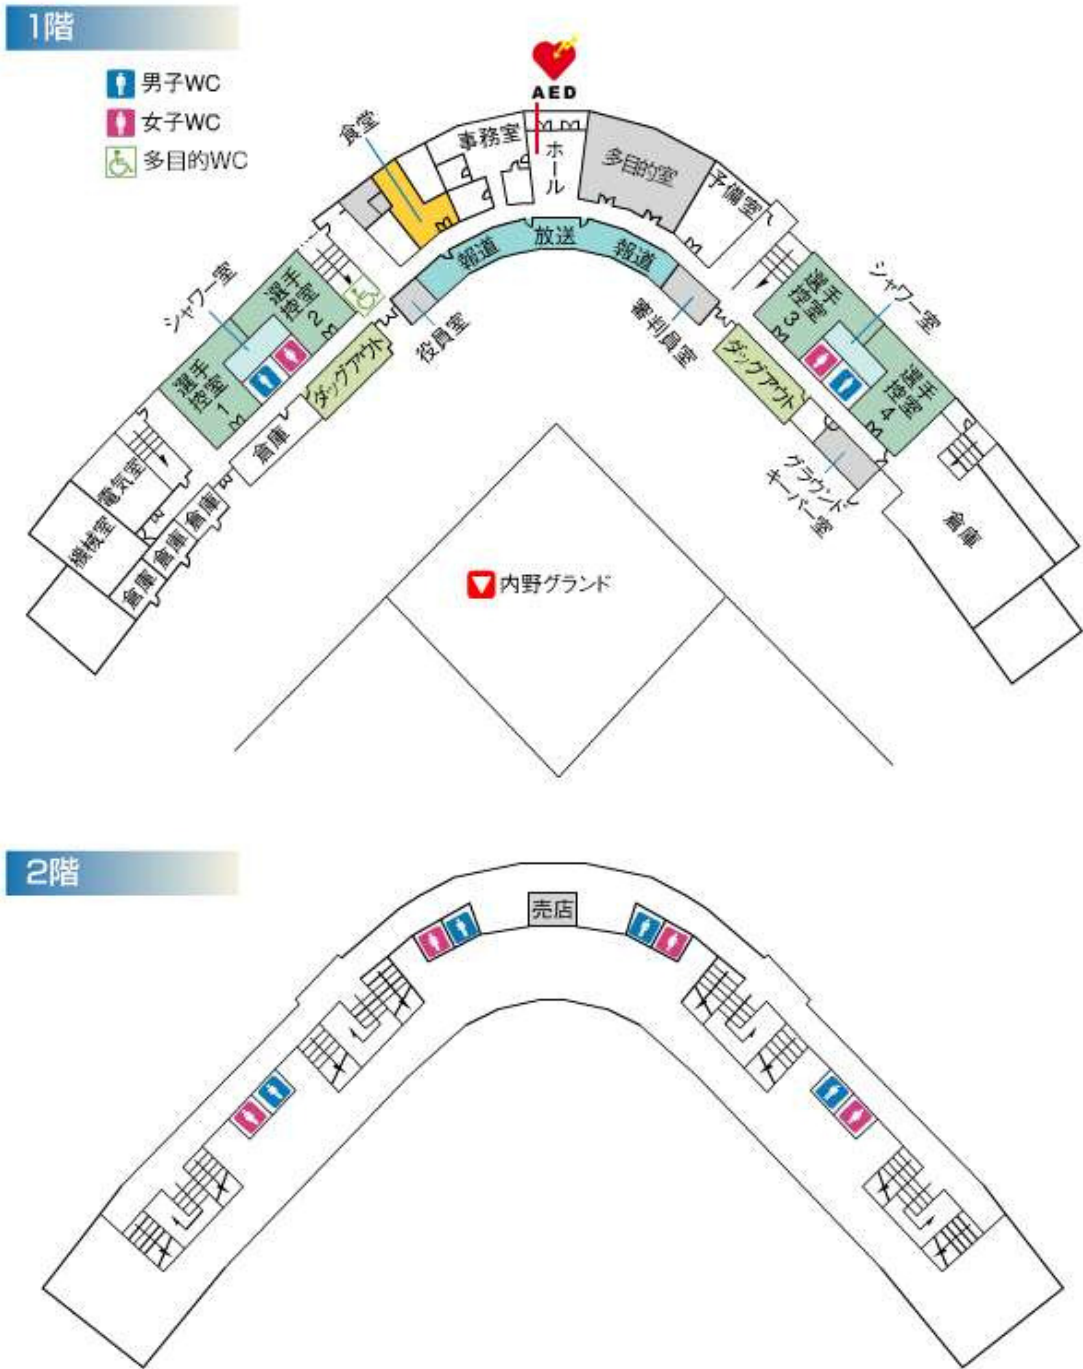 1階
男子WC
女子WC
多目的WC
AED
食堂
事務室
ホール
多目的室
予備室
報道
放送
報道
役員室
審判員室
シャワー室
選手控室2
選手控室1
ダッグアウト
倉庫
シャワー室
選手控室3
選手控室4
ダッグアウト
グラウンド
キーパー室
電気室
機械室
倉庫
倉庫
倉庫
倉庫
内野グランド
2階
売店